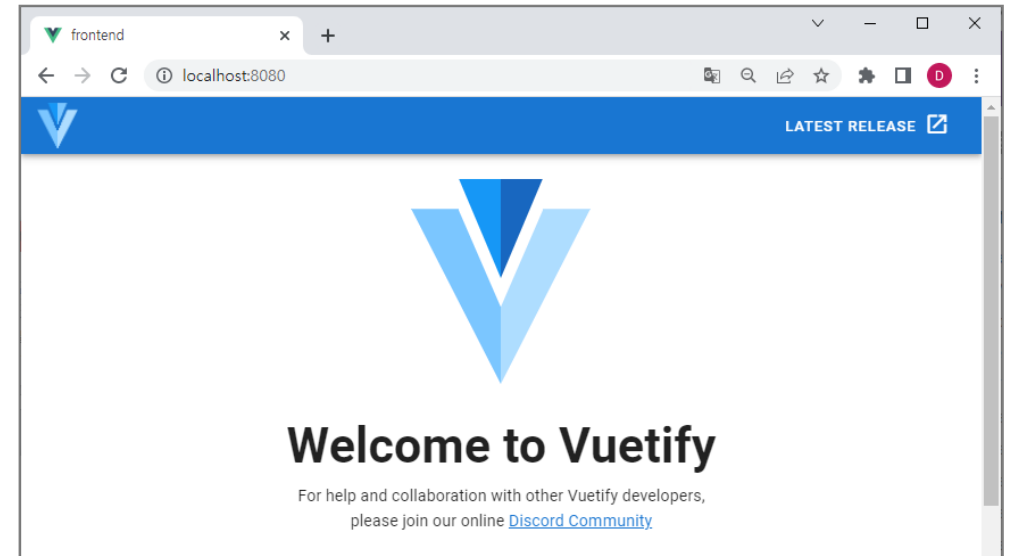 frontend
localhost:8080
D
LATEST RELEASE
Welcome to Vuetify
For help and collaboration with other Vuetify developers,
please join our online Discord Community